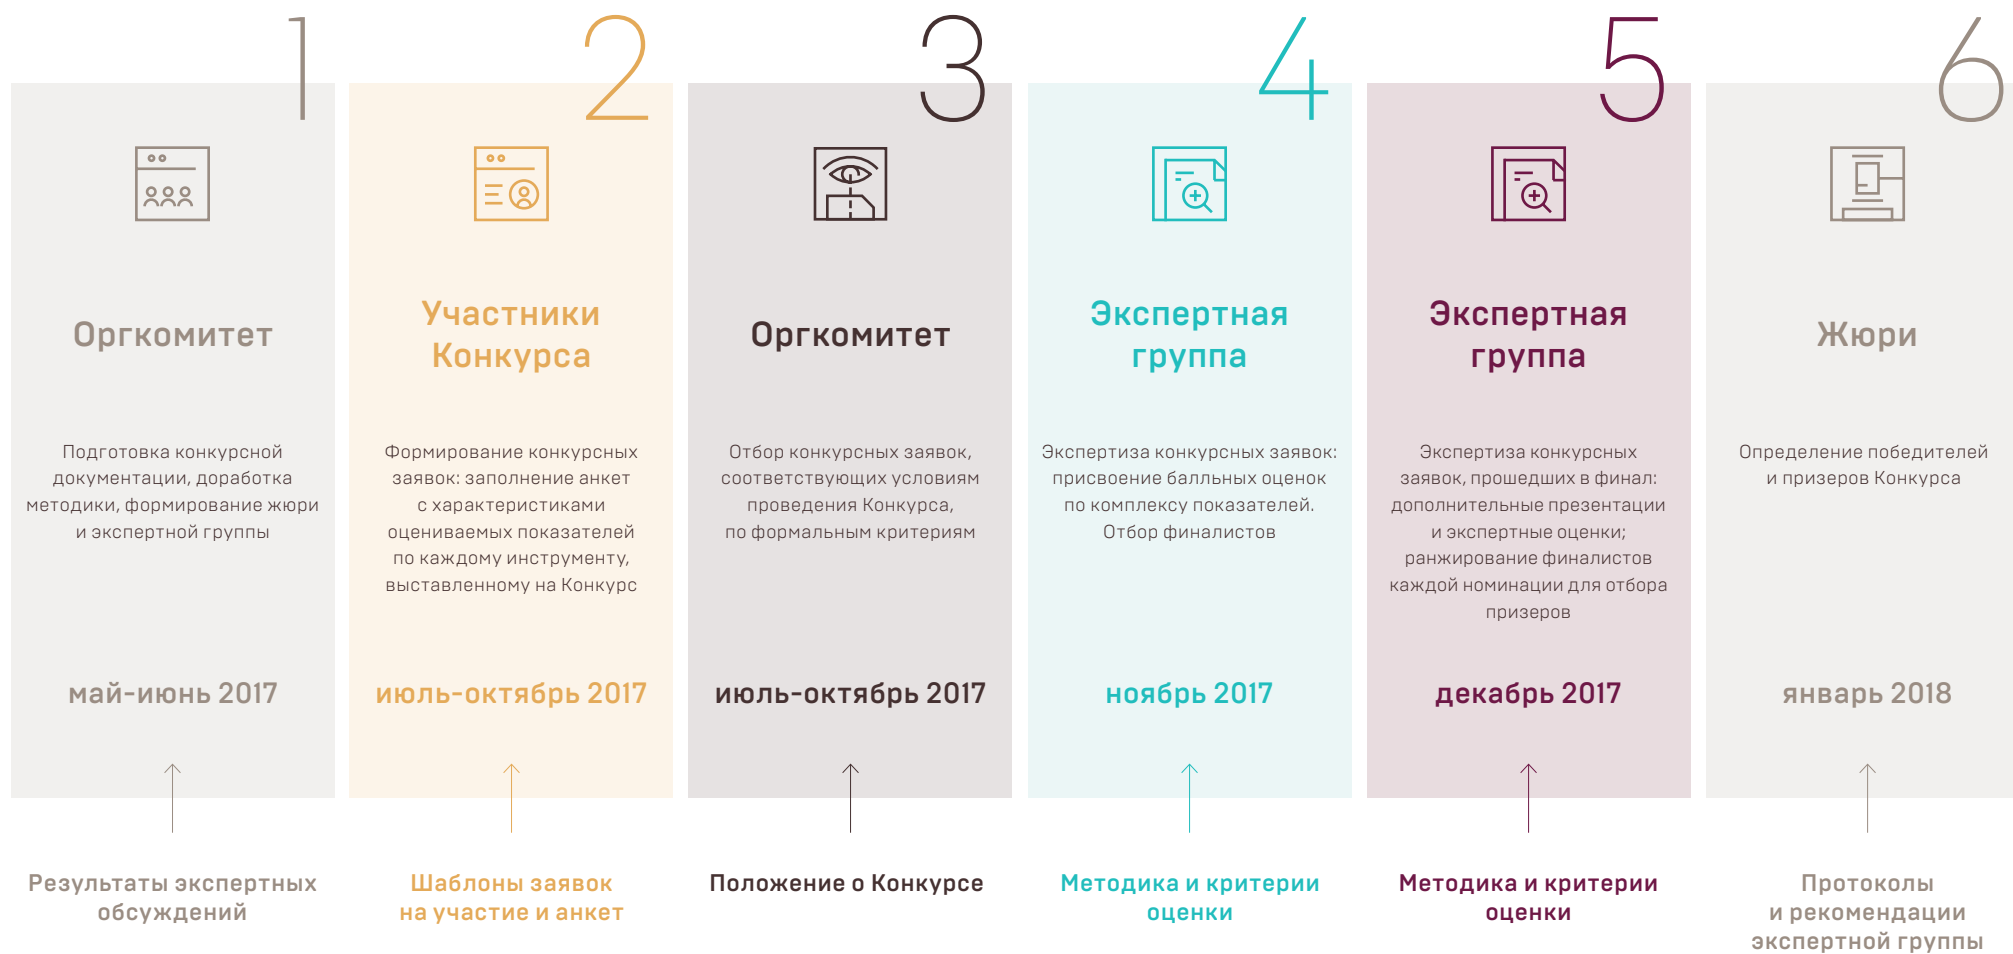 1
Оргкомитет
Подготовка конкурсной
документации, доработка
методики, формирование жюри
и экспертной группы
май-июнь 2017
Результаты экспертных
обсуждений
2
Участники
Конкурса
Формирование конкурсных
заявок: заполнение анкет
с характеристиками
оцениваемых показателей
по каждому инструменту,
выставленному на Конкурс
июль-октябрь 2017
Шаблоны заявок
на участие и анкет
3
Оргкомитет
Отбор конкурсных заявок,
соответствующих условиям
проведения Конкурса,
по формальным критериям
июль-октябрь 2017
Положение о Конкурсе
4
Экспертная
группа
Экспертиза конкурсных заявок:
присвоение балльных оценок
по комплексу показателей.
Отбор финалистов
ноябрь 2017
Методика и критерии
оценки
5
Экспертная
группа
Экспертиза конкурсных
заявок, прошедших в финал:
дополнительные презентации
и экспертные оценки;
ранжирование финалистов
каждой номинации для отбора
призеров
декабрь 2017
Методика и критерии
оценки
6
Жюри
Определение победителей
и призеров Конкурса
январь 2018
Протоколы
и рекомендации
экспертной группы